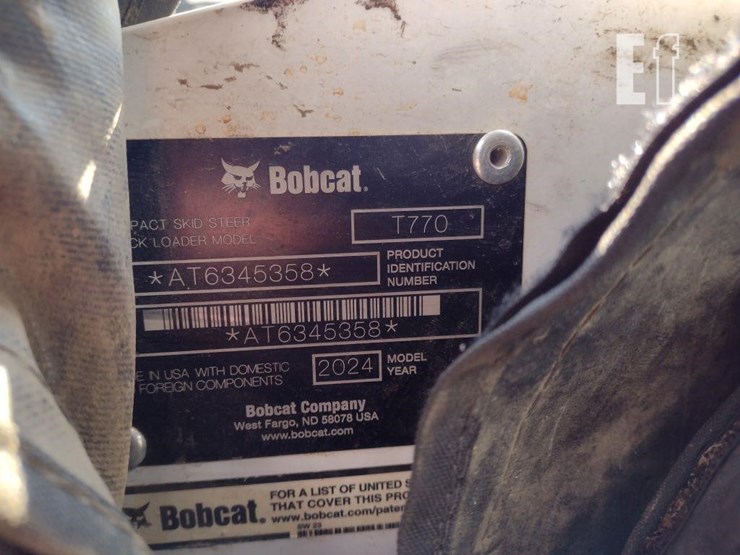 Ef
Bobcat.
PACT SKID STEER
CK LOADER MODEL
T770
*AT6345358*
PRODUCT
IDENTIFICATION
NUMBER
*AT6345358*
E IN USA WITH DOMESTIC
FOREIGN COMPONENTS
2024
MODEL
YEAR
Bobcat Company
West Fargo, ND 58078 USA
www.bobcat.com
Bobcat.
FOR A LIST OF UNITED S
THAT COVER THIS PRO
www.bobcat.com/paten